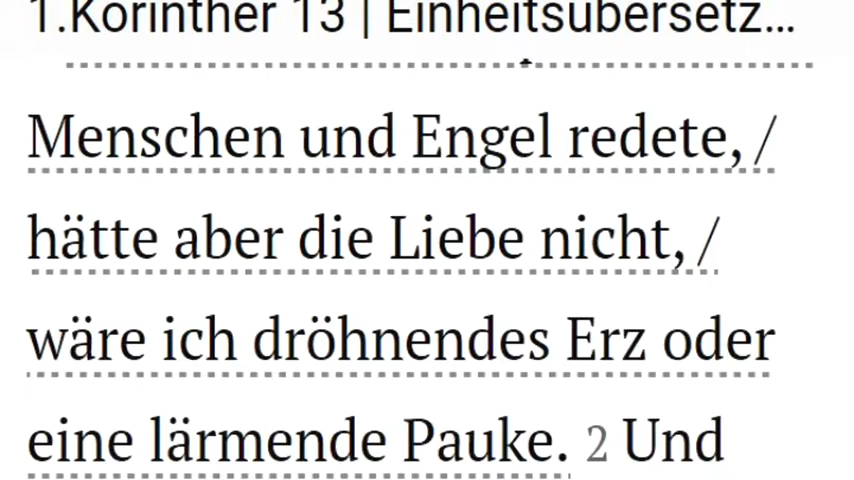 1.Korinther 13 | Einheitsübersetz…
Menschen und Engel redete, /
hätte aber die Liebe nicht, /
wäre ich dröhnendes Erz oder
eine lärmende Pauke. 2 Und